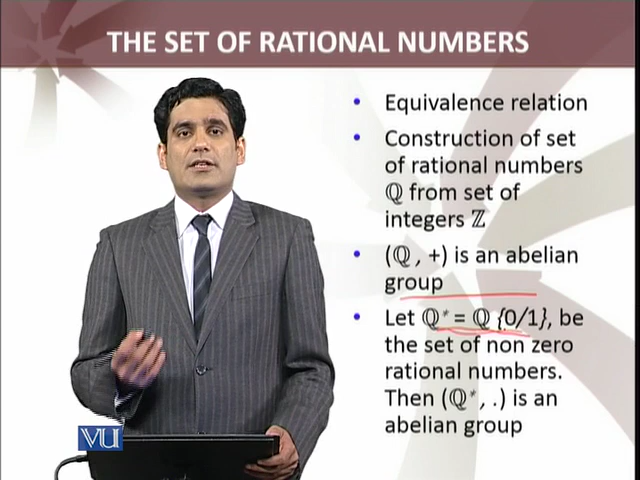 THE SET OF RATIONAL NUMBERS
• Equivalence relation
• Construction of set
of rational numbers
ℚ from set of
integers ℤ
• (ℚ , +) is an abelian
group
• Let ℚ* = ℚ {0/1}, be
the set of non zero
rational numbers.
Then (ℚ* , .) is an
abelian group
VU